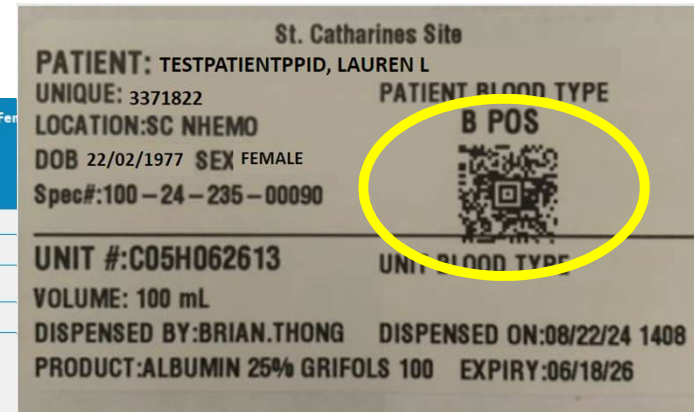 St. Catharines Site
PATIENT: TESTPATIENTPPID, LAUREN L
UNIQUE: 3371822
PATIENT BLOOD TYPE
LOCATION:SC NHEMO
B POS
DOB 22/02/1977 SEX FEMALE
Spec#:100-24-235-00090
UNIT #:C05H062613
UNIT BLOOD TYPE
VOLUME: 100 mL
DISPENSED BY:BRIAN.THONG DISPENSED ON:08/22/24 1408
PRODUCT:ALBUMIN 25% GRIFOLS 100 EXPIRY:06/18/26